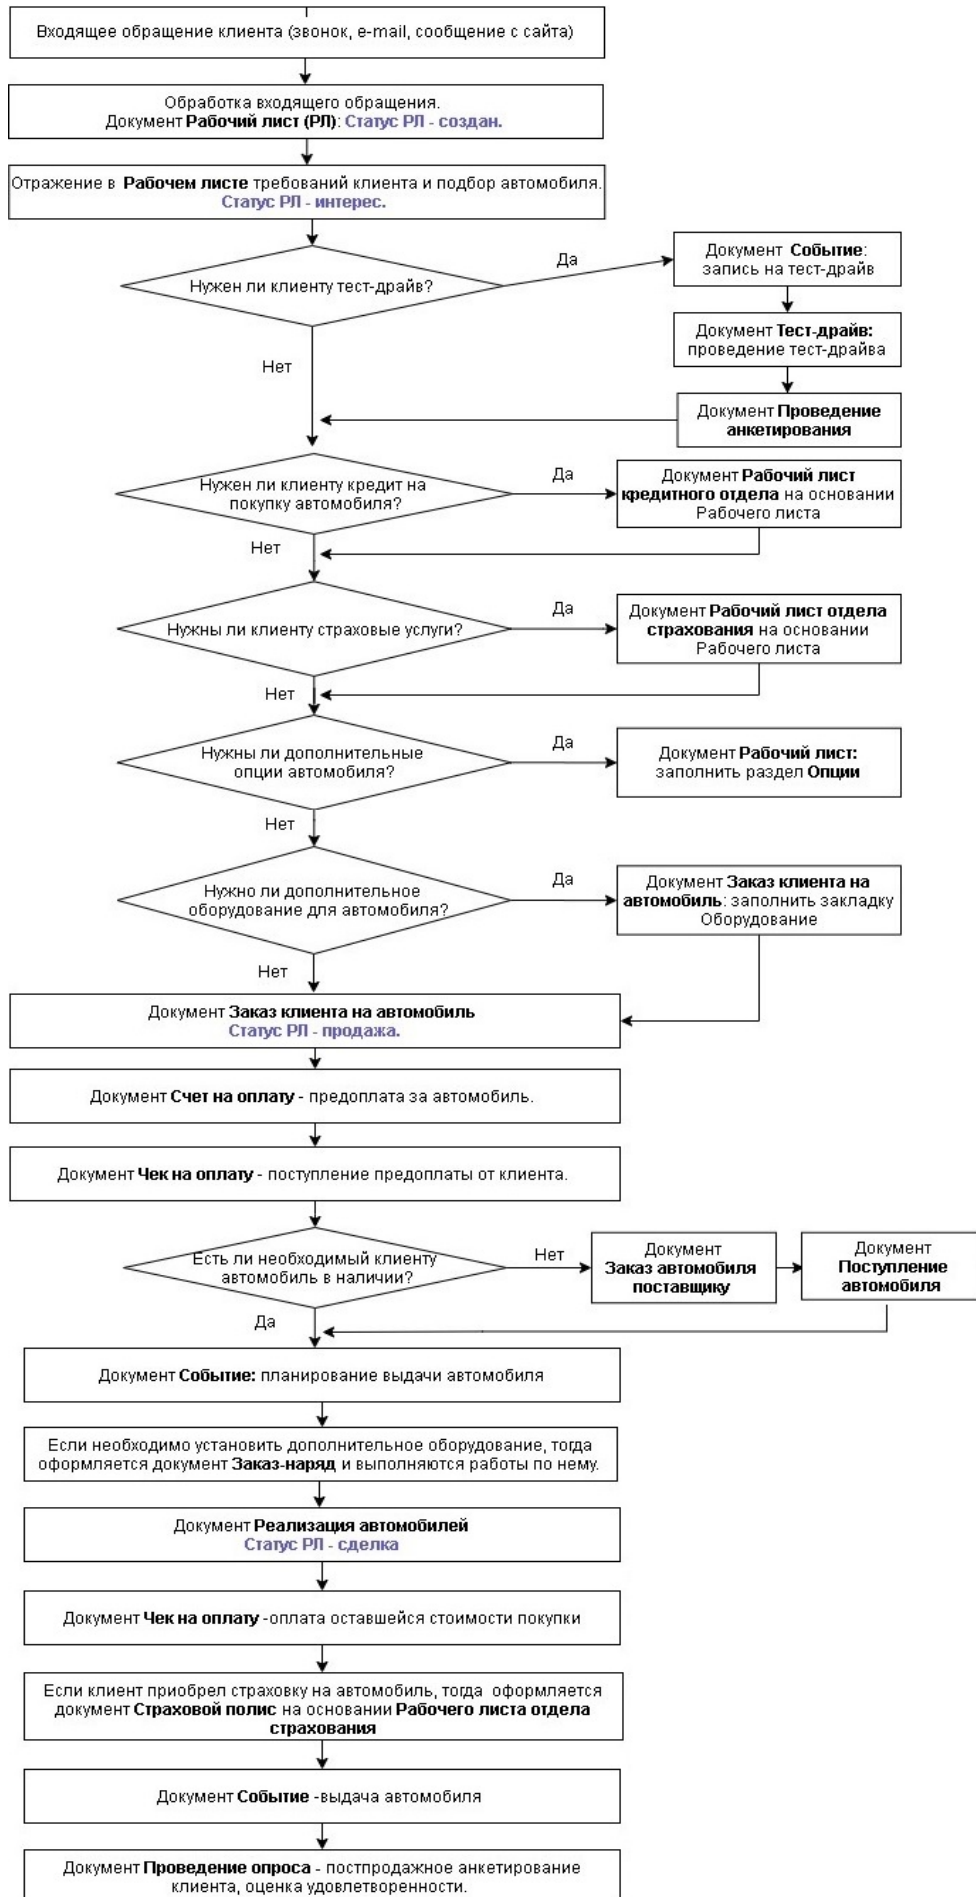 Входящее обращение клиента (звонок, e-mail, сообщение с сайта)
Обработка входящего обращения.
Документ Рабочий лист (РЛ): Статус РЛ - создан.
Отражение в Рабочем листе требований клиента и подбор автомобиля.
Статус РЛ - интерес.
Нужен ли клиенту тест-драйв?
Да
Документ Событие:
запись на тест-драйв
Документ Тест-драйв:
проведение тест-драйва
Нет
Документ Проведение
анкетирования
Нужен ли клиенту кредит на
покупку автомобиля?
Да
Документ Рабочий лист
кредитного отдела на основании
Рабочего листа
Нет
Нужны ли клиенту страховые услуги?
Да
Документ Рабочий лист отдела
страхования на основании
Рабочего листа
Нет
Нужны ли дополнительные
опции автомобиля?
Да
Документ Рабочий лист:
заполнить раздел Опции
Нет
Нужно ли дополнительное
оборудование для автомобиля?
Да
Документ Заказ клиента на
автомобиль: заполнить закладку
Оборудование
Нет
Документ Заказ клиента на автомобиль
Статус РЛ - продажа.
Документ Счет на оплату - предоплата за автомобиль.
Документ Чек на оплату - поступление предоплаты от клиента.
Есть ли необходимый клиенту
автомобиль в наличии?
Нет
Документ
Заказ автомобиля
поставщику
Документ
Поступление
автомобиля
Да
Документ Событие: планирование выдачи автомобиля
Если необходимо установить дополнительное оборудование, тогда
оформляется документ Заказ-наряд и выполняются работы по нему.
Документ Реализация автомобилей
Статус РЛ - сделка
Документ Чек на оплату -оплата оставшейся стоимости покупки
Если клиент приобрел страховку на автомобиль, тогда оформляется
документ Страховой полис на основании Рабочего листа отдела
страхования
Документ Событие -выдача автомобиля
Документ Проведение опроса - постпродажное анкетирование
клиента, оценка удовлетворенности.